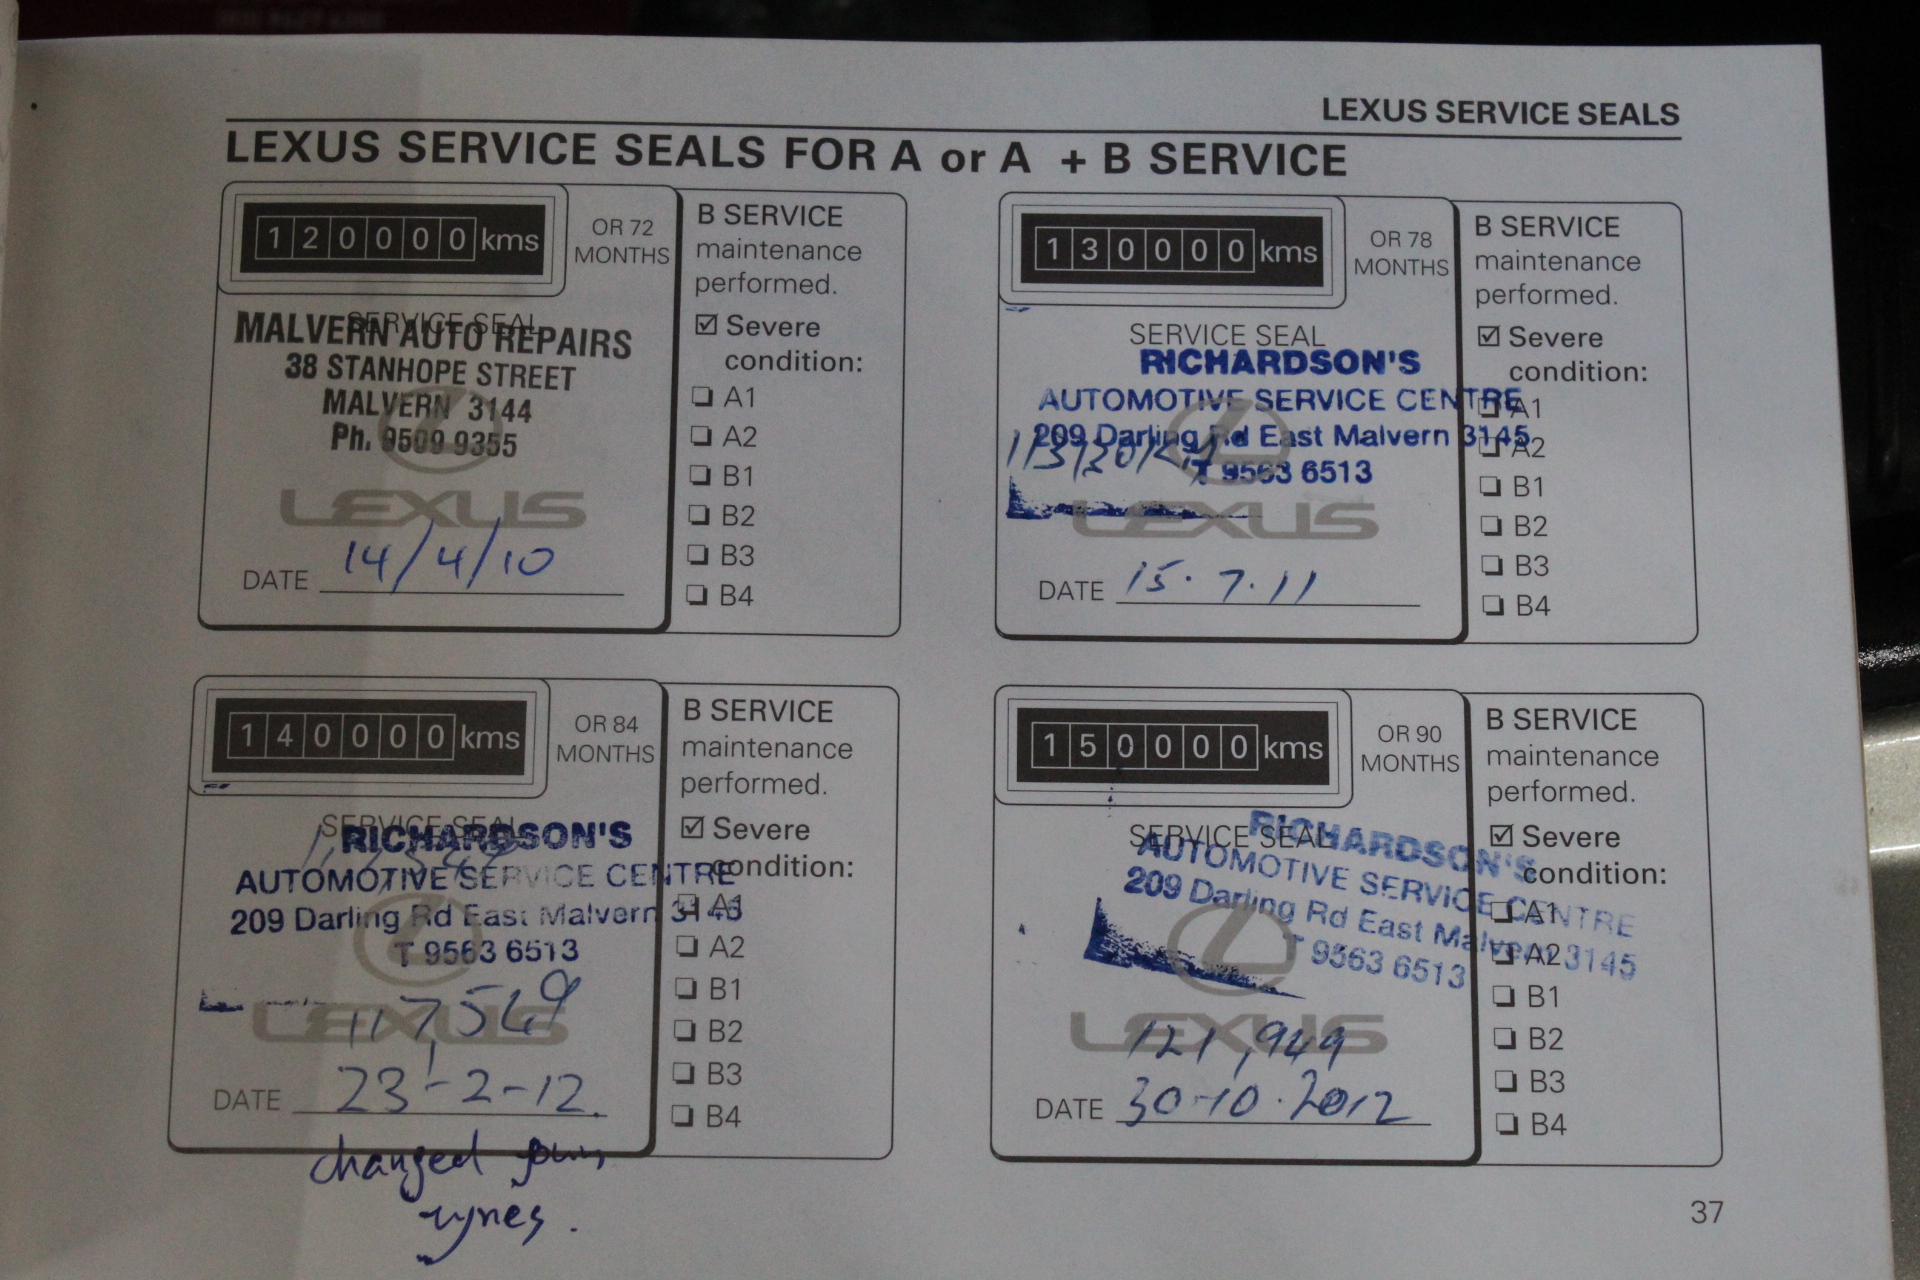 LEXUS SERVICE SEALS
LEXUS SERVICE SEALS FOR A or A + B SERVICE
120000 kms
OR 72
MONTHS
SERVICE SEAL
MALVERN AUTO REPAIRS
38 STANHOPE STREET
MALVERN 3144
Ph. 9509 9355
LEXUS
DATE 14/4/10
B SERVICE
maintenance
performed.
☑ Severe
condition:
❏ A1
❏ A2
❏ B1
❏ B2
❏ B3
❏ B4
130000 kms
OR 78
MONTHS
SERVICE SEAL
RICHARDSON'S
AUTOMOTIVE SERVICE CENTRE
209 Darling Rd East Malvern 3145
T 9563 6513
LEXUS
DATE 15.7.11
B SERVICE
maintenance
performed.
☑ Severe
condition:
❏ A1
❏ A2
❏ B1
❏ B2
❏ B3
❏ B4
140000 kms
OR 84
MONTHS
SERVICE SEAL
RICHARDSON'S
AUTOMOTIVE SERVICE CENTRE
209 Darling Rd East Malvern 3145
T 9563 6513
LEXUS
117569
DATE 23-2-12.
changed
tyres.
B SERVICE
maintenance
performed.
☑ Severe
condition:
❏ A1
❏ A2
❏ B1
❏ B2
❏ B3
❏ B4
150000 kms
OR 90
MONTHS
SERVICE SEAL
RICHARDSON'S
AUTOMOTIVE SERVICE CENTRE
209 Darling Rd East Malvern 3145
T 9563 6513
LEXUS
121,949
DATE 30-10.2012
B SERVICE
maintenance
performed.
☑ Severe
condition:
❏ A1
❏ A2
❏ B1
❏ B2
❏ B3
❏ B4
37